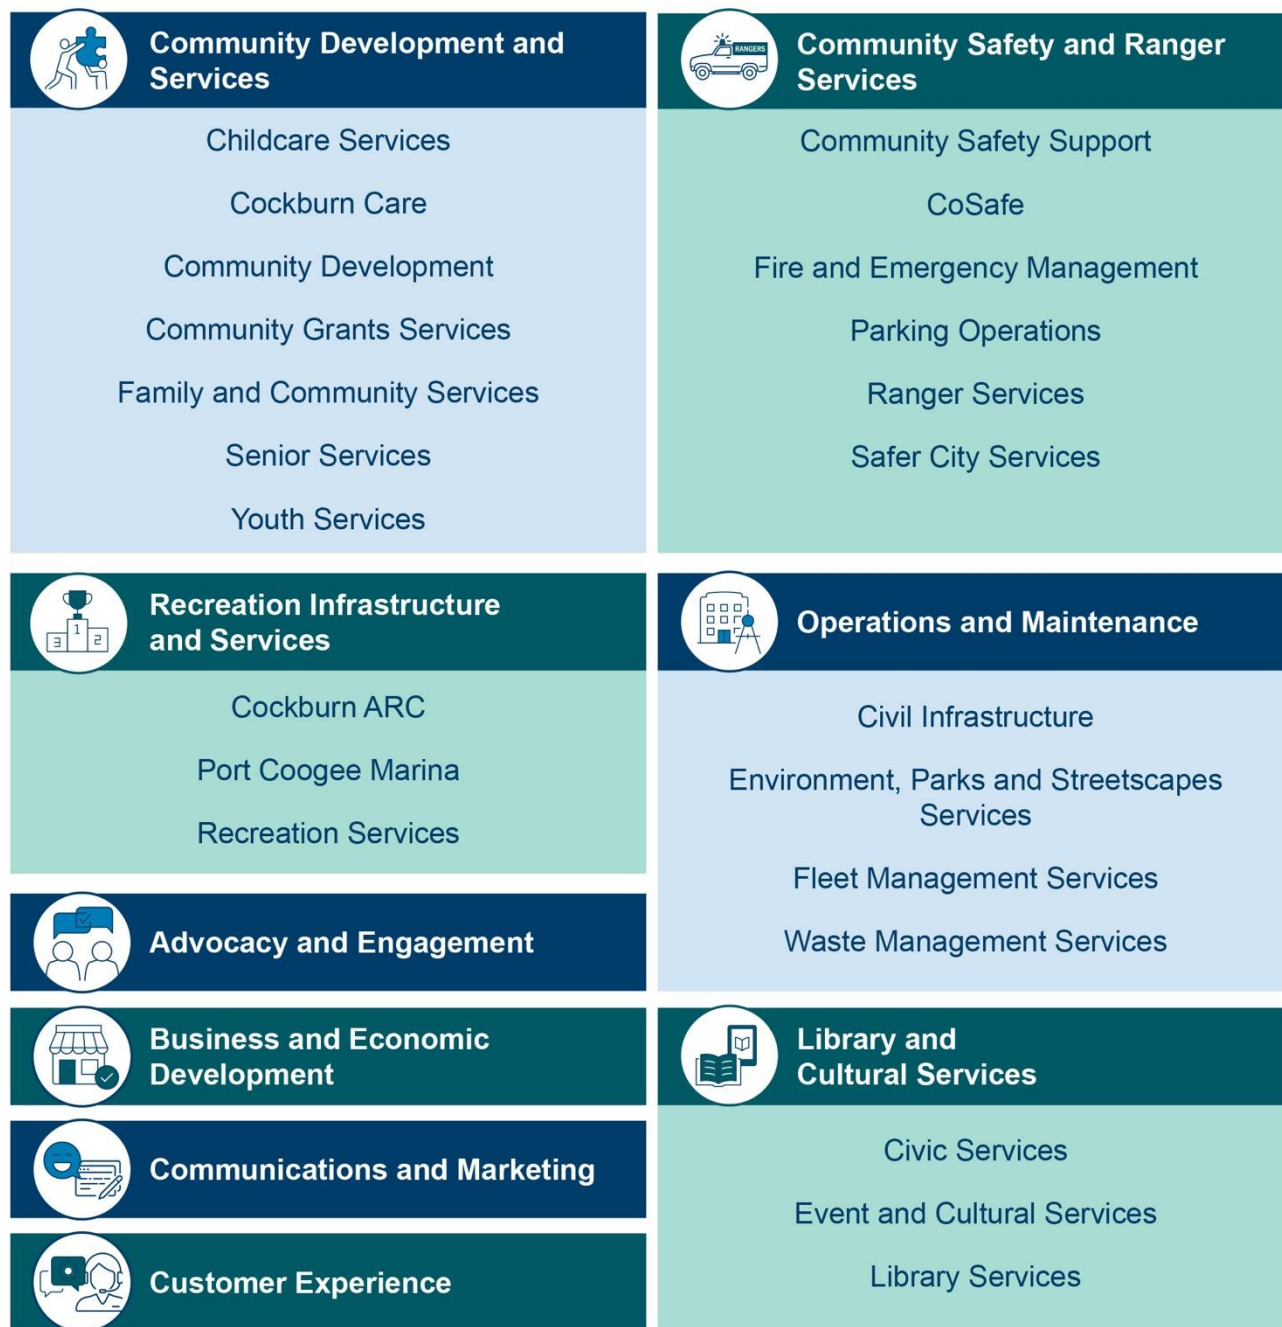 Community Development and
Services
Childcare Services
Cockburn Care
Community Development
Community Grants Services
Family and Community Services
Senior Services
Youth Services
RANGERS
Community Safety and Ranger
Services
Community Safety Support
CoSafe
Fire and Emergency Management
Parking Operations
Ranger Services
Safer City Services
1
2
3
Recreation Infrastructure
and Services
Cockburn ARC
Port Coogee Marina
Recreation Services
Operations and Maintenance
Civil Infrastructure
Environment, Parks and Streetscapes
Services
Fleet Management Services
Waste Management Services
Advocacy and Engagement
Business and Economic
Development
Communications and Marketing
Customer Experience
Library and
Cultural Services
Civic Services
Event and Cultural Services
Library Services